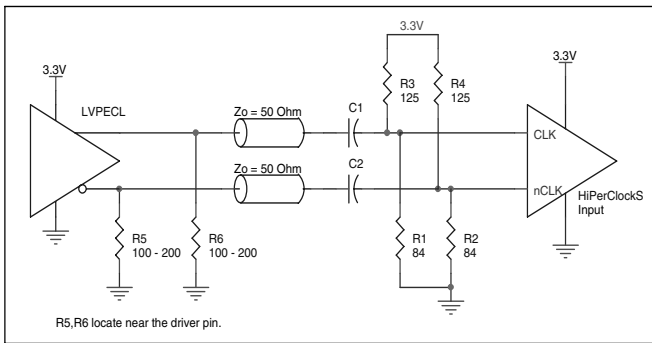 3.3V
3.3V
3.3V
LVPECL
Zo = 50 Ohm
C1
R3
125
R4
125
CLK
Zo = 50 Ohm
C2
nCLK
HiPerClockS
Input
R5
100 - 200
R6
100 - 200
R1
84
R2
84
R5,R6 locate near the driver pin.